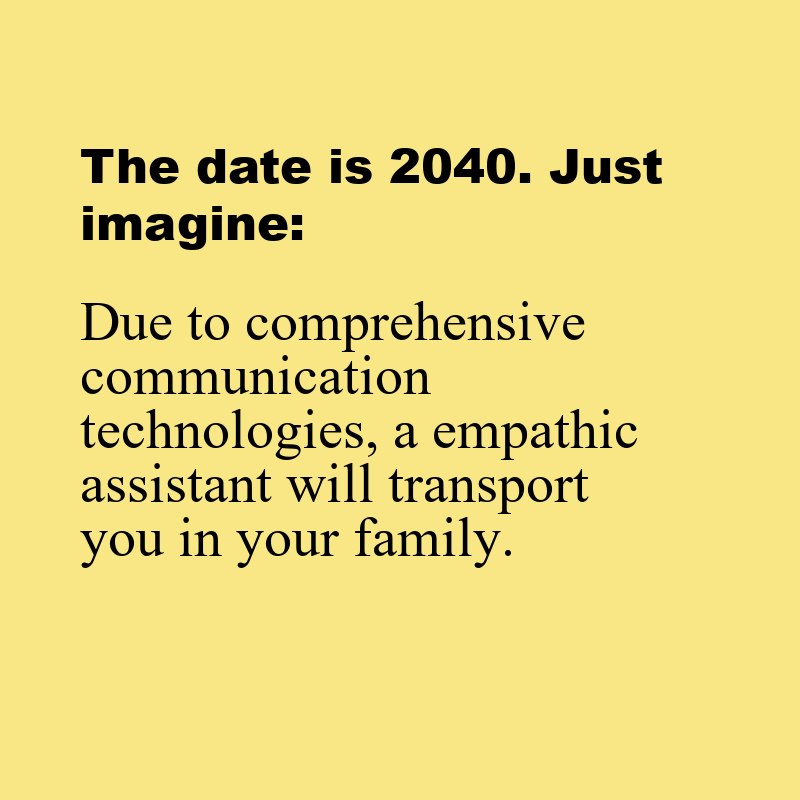 The date is 2040. Just
imagine:
Due to comprehensive
communication
technologies, a empathic
assistant will transport
you in your family.